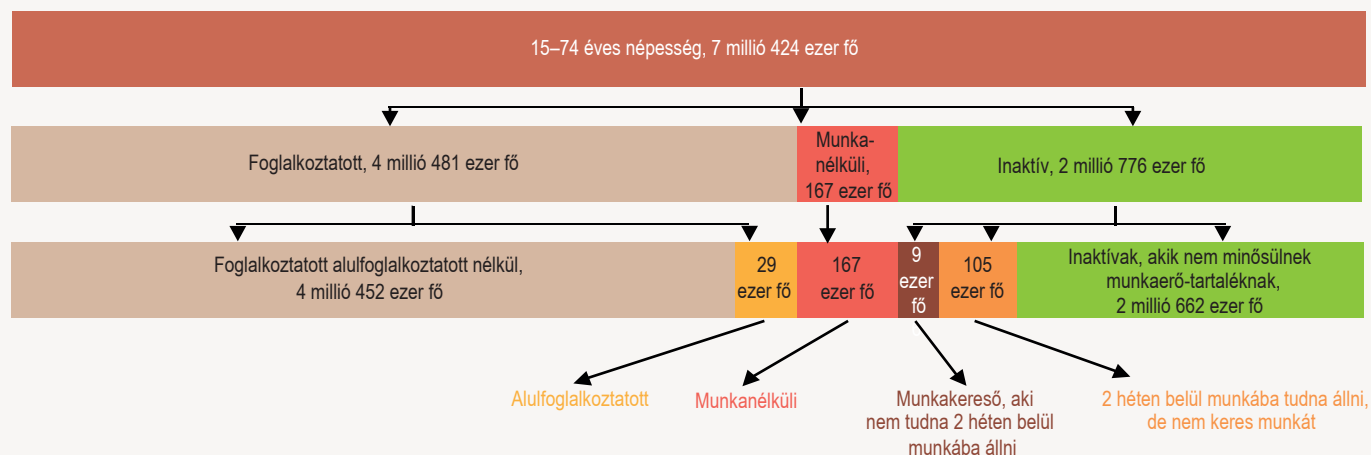 15–74 éves népesség, 7 millió 424 ezer fő
Foglalkoztatott, 4 millió 481 ezer fő
Munka-
nélküli,
167 ezer fő
Inaktív, 2 millió 776 ezer fő
Foglalkoztatott alulfoglalkoztatott nélkül,
4 millió 452 ezer fő
29
ezer fő
167
ezer fő
9
ezer
fő
105
ezer fő
Inaktívak, akik nem minősülnek
munkaerő-tartaléknak,
2 millió 662 ezer fő
Alulfoglalkoztatott
Munkanélküli
Munkakereső, aki
nem tudna 2 héten belül
munkába állni
2 héten belül munkába tudna állni,
de nem keres munkát